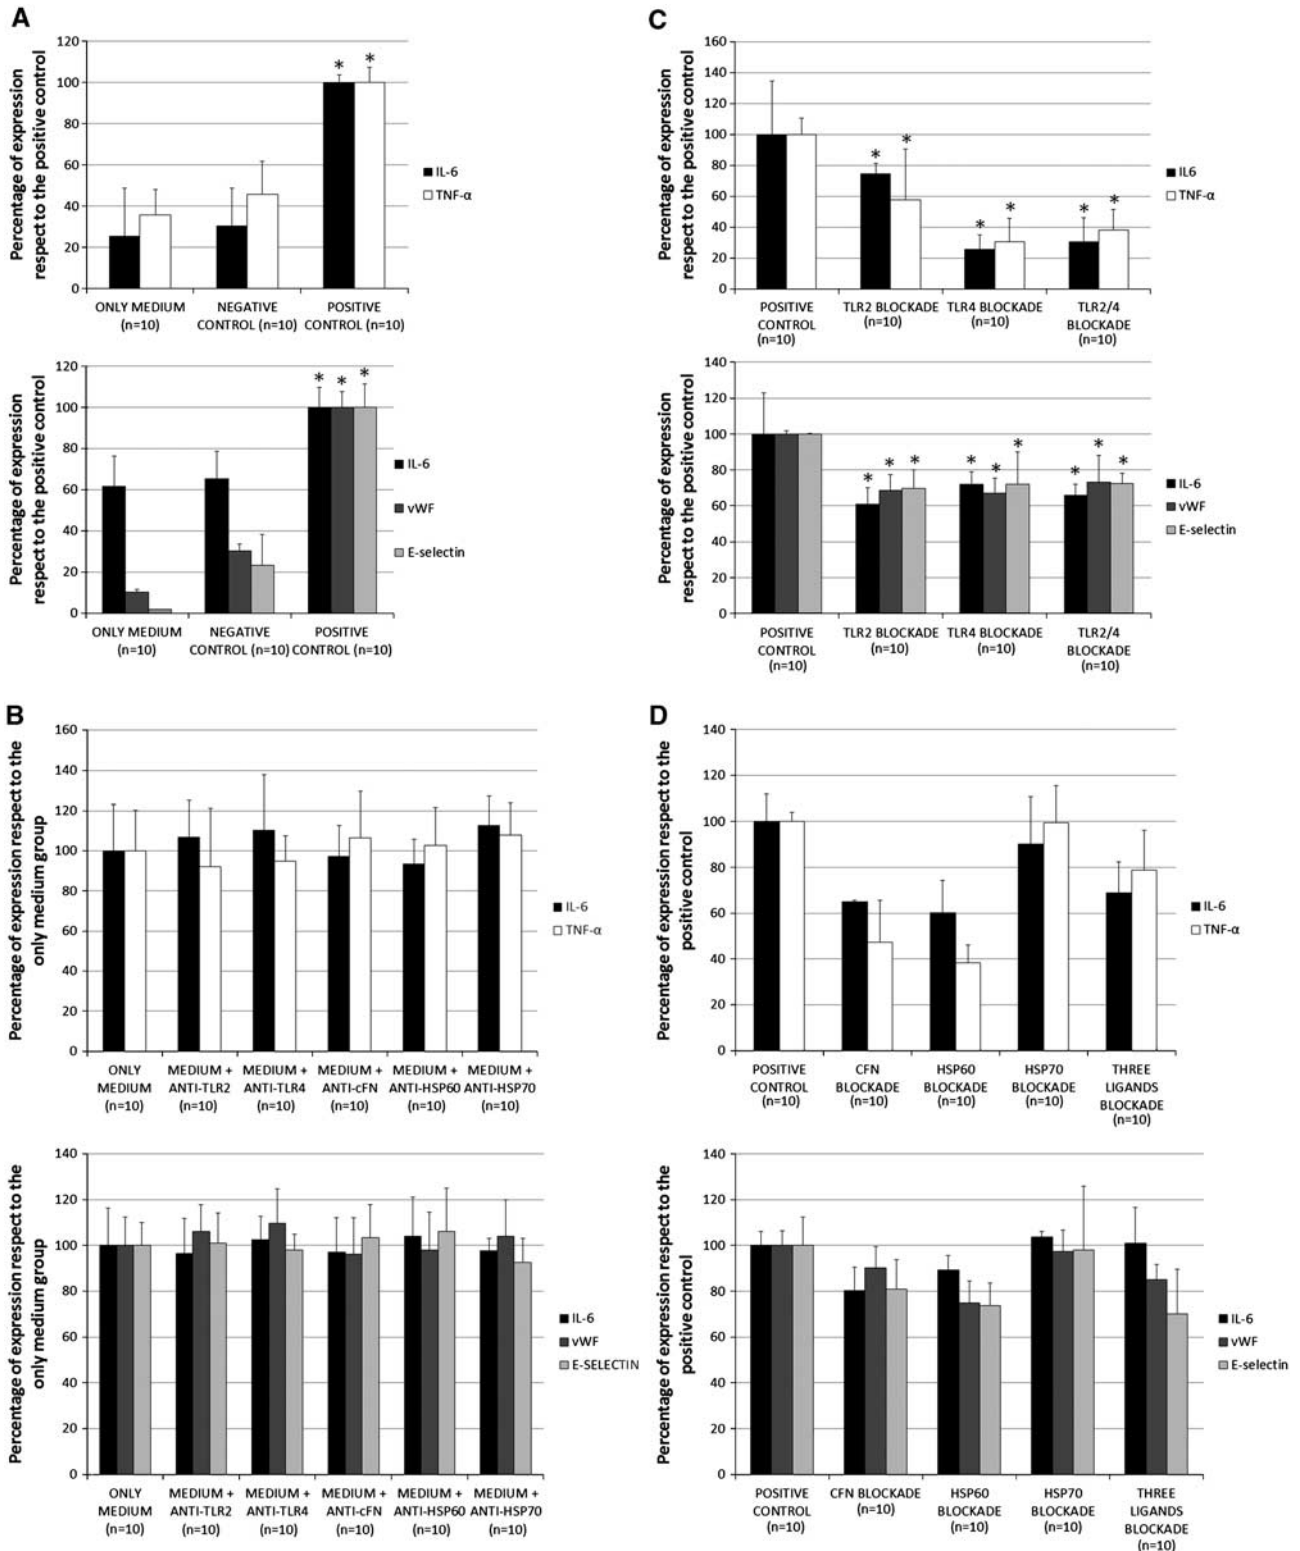 A
Percentage of expression
respect to the positive control
120
100
80
60
40
20
0
* *
ONLY MEDIUM
(n=10)
NEGATIVE
CONTROL (n=10)
POSITIVE
CONTROL (n=10)
IL-6
TNF-α
Percentage of expression
respect to the positive control
120
100
80
60
40
20
0
* * *
ONLY MEDIUM
(n=10)
NEGATIVE
CONTROL (n=10)
POSITIVE
CONTROL (n=10)
IL-6
vWF
E-selectin
C
Percentage of expression
respect to the positive control
160
140
120
100
80
60
40
20
0
* * * * * *
POSITIVE
CONTROL
(n=10)
TLR2 BLOCKADE
(n=10)
TLR4 BLOCKADE
(n=10)
TLR2/4
BLOCKADE
(n=10)
IL6
TNF-α
Percentage of expression
respect to the positive control
140
120
100
80
60
40
20
0
* * * * * * * * *
POSITIVE
CONTROL
(n=10)
TLR2 BLOCKADE
(n=10)
TLR4 BLOCKADE
(n=10)
TLR2/4
BLOCKADE
(n=10)
IL-6
vWF
E-selectin
B
Percentage of expression respect to the
only medium group
160
140
120
100
80
60
40
20
0
ONLY
MEDIUM
(n=10)
MEDIUM +
ANTI-TLR2
(n=10)
MEDIUM +
ANTI-TLR4
(n=10)
MEDIUM +
ANTI-cFN
(n=10)
MEDIUM +
ANTI-HSP60
(n=10)
MEDIUM +
ANTI-HSP70
(n=10)
IL-6
TNF-α
Percentage of expression respect to the
only medium group
140
120
100
80
60
40
20
0
ONLY
MEDIUM
(n=10)
MEDIUM +
ANTI-TLR2
(n=10)
MEDIUM +
ANTI-TLR4
(n=10)
MEDIUM +
ANTI-cFN
(n=10)
MEDIUM +
ANTI-HSP60
(n=10)
MEDIUM +
ANTI-HSP70
(n=10)
IL-6
vWF
E-SELECTIN
D
Percentage of expression respect to the
positive control
140
120
100
80
60
40
20
0
POSITIVE
CONTROL
(n=10)
CFN
BLOCKADE
(n=10)
HSP60
BLOCKADE
(n=10)
HSP70
BLOCKADE
(n=10)
THREE
LIGANDS
BLOCKADE
(n=10)
IL-6
TNF-α
Percentage of expression respect to the
positive control
140
120
100
80
60
40
20
0
POSITIVE
CONTROL
(n=10)
CFN BLOCKADE
(n=10)
HSP60
BLOCKADE
(n=10)
HSP70
BLOCKADE
(n=10)
THREE
LIGANDS
BLOCKADE
(n=10)
IL-6
vWF
E-selectin